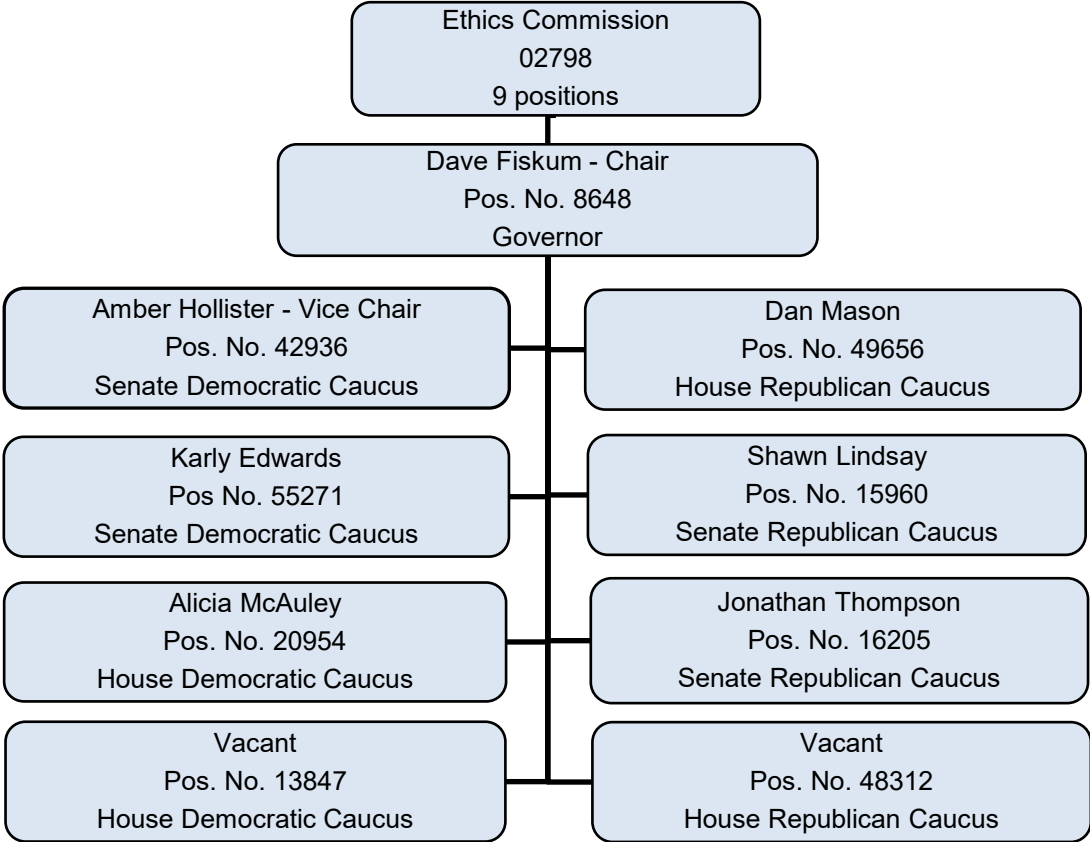 Ethics Commission
02798
9 positions
Dave Fiskum - Chair
Pos. No. 8648
Governor
Amber Hollister - Vice Chair
Pos. No. 42936
Senate Democratic Caucus
Dan Mason
Pos. No. 49656
House Republican Caucus
Karly Edwards
Pos No. 55271
Senate Democratic Caucus
Shawn Lindsay
Pos. No. 15960
Senate Republican Caucus
Alicia McAuley
Pos. No. 20954
House Democratic Caucus
Jonathan Thompson
Pos. No. 16205
Senate Republican Caucus
Vacant
Pos. No. 13847
House Democratic Caucus
Vacant
Pos. No. 48312
House Republican Caucus